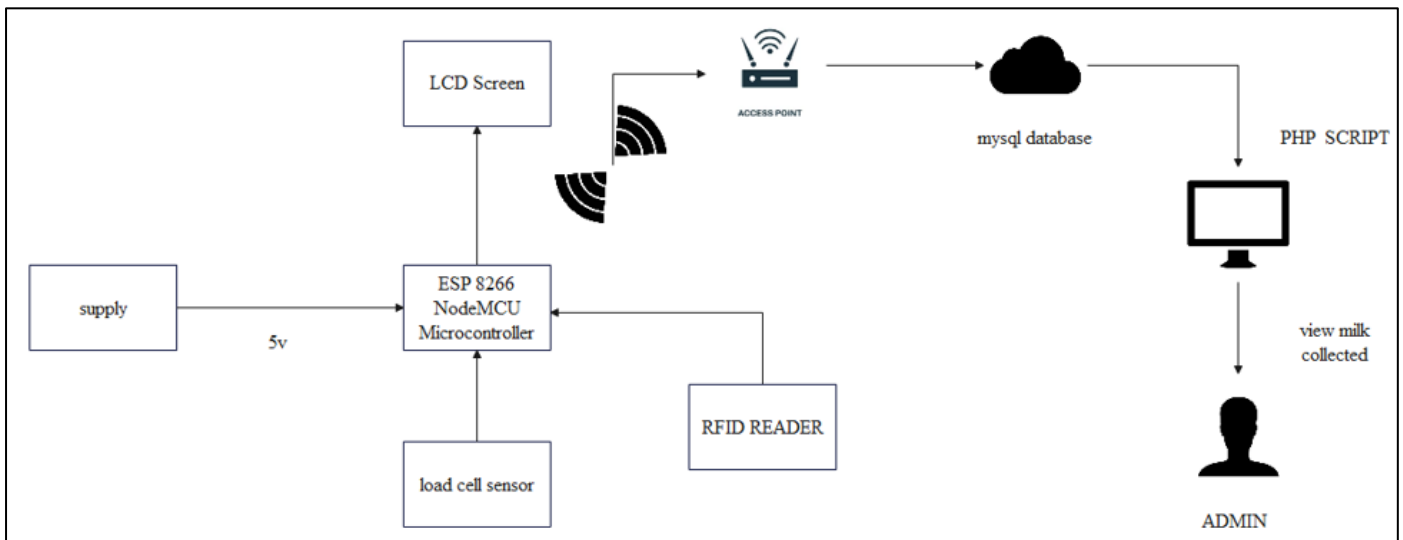 LCD Screen
ACCESS POINT
mysql database
PHP SCRIPT
supply
5v
ESP 8266
NodeMCU
Microcontroller
view milk
collected
RFID READER
load cell sensor
ADMIN